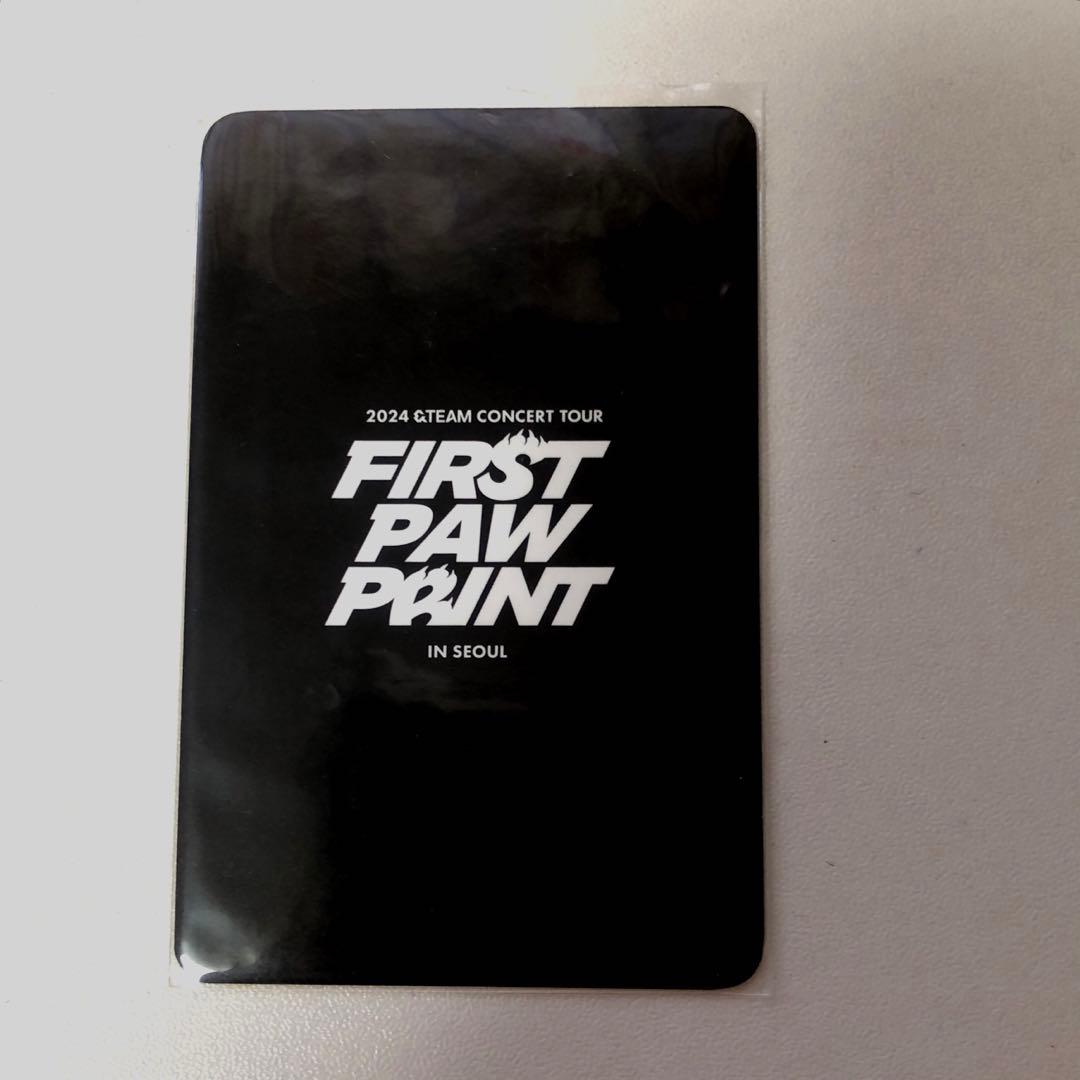 2024 &TEAM CONCERT TOUR
FIRST
PAW
PRINT
IN SEOUL